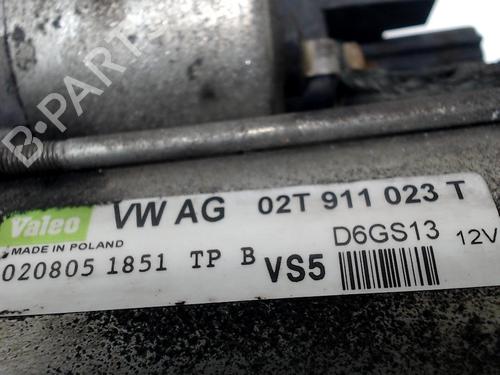 B-PARTS
Valeo VW AG 02T 911 023 T
MADE IN POLAND D6GS13 12V
020805 1851 TP B VS5